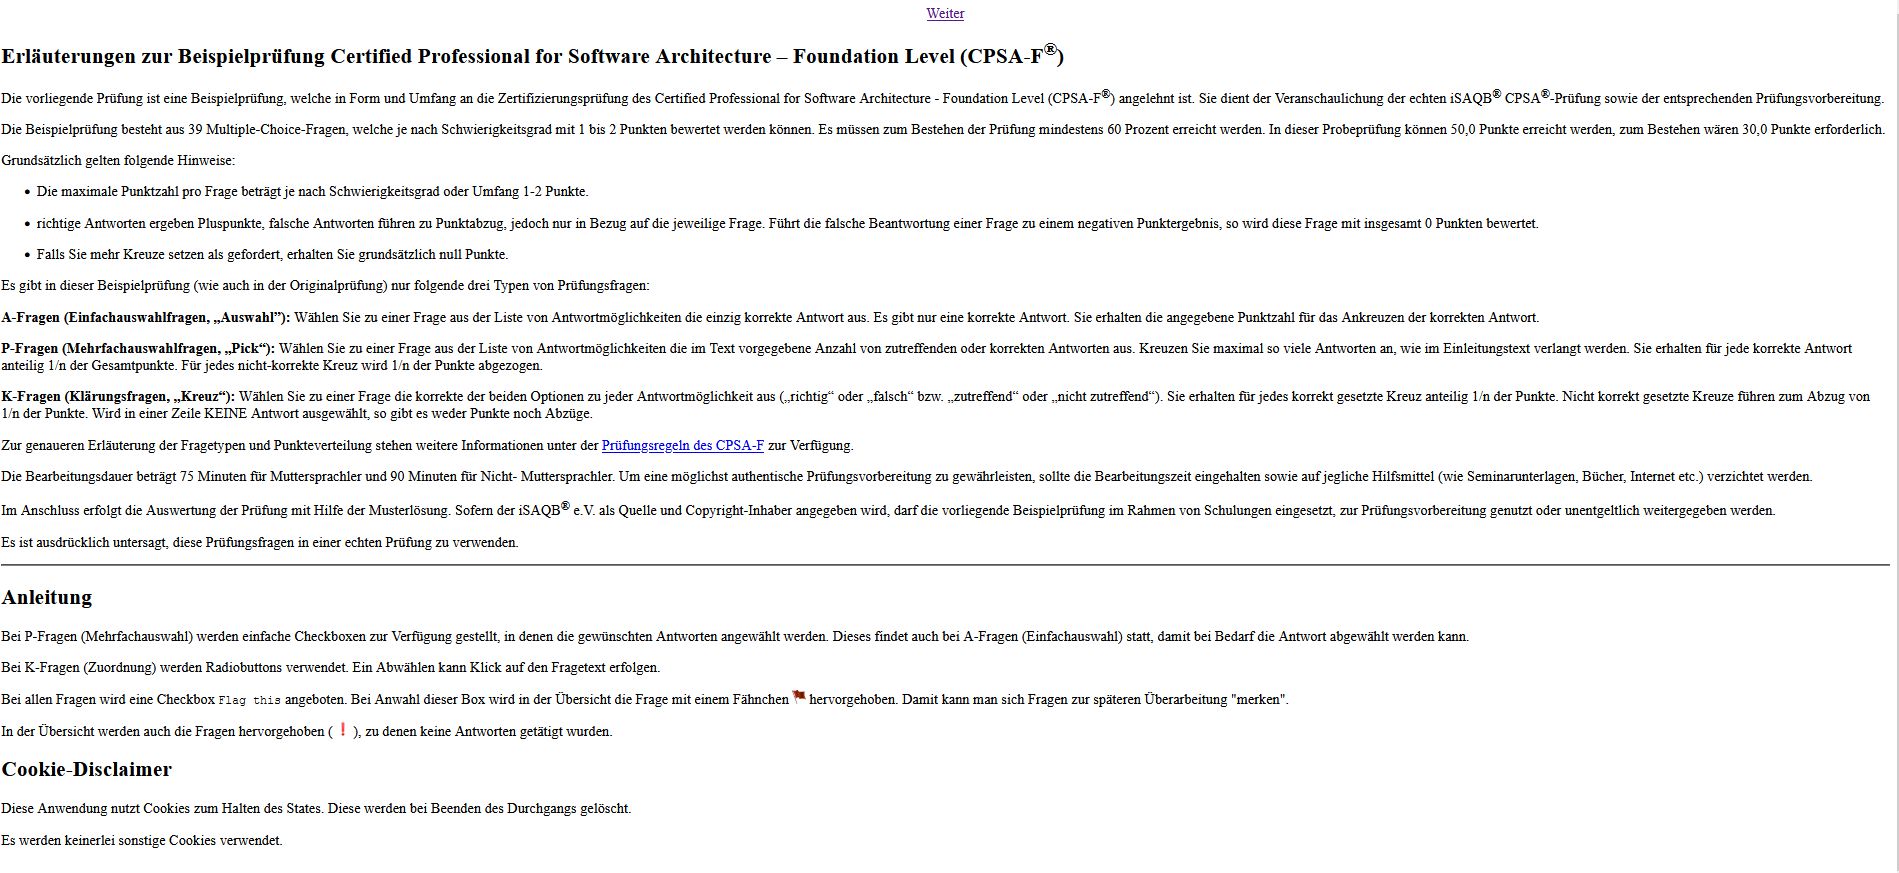 Weiter
Erläuterungen zur Beispielprüfung Certified Professional for Software Architecture – Foundation Level (CPSA-F®)
Die vorliegende Prüfung ist eine Beispielprüfung, welche in Form und Umfang an die Zertifizierungsprüfung des Certified Professional for Software Architecture - Foundation Level (CPSA-F®) angelehnt ist. Sie dient der Veranschaulichung der echten iSAQB® CPSA®-Prüfung sowie der entsprechenden Prüfungsvorbereitung.
Die Beispielprüfung besteht aus 39 Multiple-Choice-Fragen, welche je nach Schwierigkeitsgrad mit 1 bis 2 Punkten bewertet werden können. Es müssen zum Bestehen der Prüfung mindestens 60 Prozent erreicht werden. In dieser Probeprüfung können 50,0 Punkte erreicht werden, zum Bestehen wären 30,0 Punkte erforderlich.
Grundsätzlich gelten folgende Hinweise:
• Die maximale Punktzahl pro Frage beträgt je nach Schwierigkeitsgrad oder Umfang 1-2 Punkte.
• richtige Antworten ergeben Pluspunkte, falsche Antworten führen zu Punktabzug, jedoch nur in Bezug auf die jeweilige Frage. Führt die falsche Beantwortung einer Frage zu einem negativen Punktergebnis, so wird diese Frage mit insgesamt 0 Punkten bewertet.
• Falls Sie mehr Kreuze setzen als gefordert, erhalten Sie grundsätzlich null Punkte.
Es gibt in dieser Beispielprüfung (wie auch in der Originalprüfung) nur folgende drei Typen von Prüfungsfragen:
A-Fragen (Einfachauswahlfragen, „Auswahl”): Wählen Sie zu einer Frage aus der Liste von Antwortmöglichkeiten die einzig korrekte Antwort aus. Es gibt nur eine korrekte Antwort. Sie erhalten die angegebene Punktzahl für das Ankreuzen der korrekten Antwort.
P-Fragen (Mehrfachauswahlfragen, „Pick“): Wählen Sie zu einer Frage aus der Liste von Antwortmöglichkeiten die im Text vorgegebene Anzahl von zutreffenden oder korrekten Antworten aus. Kreuzen Sie maximal so viele Antworten an, wie im Einleitungstext verlangt werden. Sie erhalten für jede korrekte Antwort
anteilig 1/n der Gesamtpunkte. Für jedes nicht-korrekte Kreuz wird 1/n der Punkte abgezogen.
K-Fragen (Klärungsfragen, „Kreuz“): Wählen Sie zu einer Frage die korrekte der beiden Optionen zu jeder Antwortmöglichkeit aus („richtig“ oder „falsch“ bzw. „zutreffend“ oder „nicht zutreffend“). Sie erhalten für jedes korrekt gesetzte Kreuz anteilig 1/n der Punkte. Nicht korrekt gesetzte Kreuze führen zum Abzug von
1/n der Punkte. Wird in einer Zeile KEINE Antwort ausgewählt, so gibt es weder Punkte noch Abzüge.
Zur genaueren Erläuterung der Fragetypen und Punkteverteilung stehen weitere Informationen unter der Prüfungsregeln des CPSA-F zur Verfügung.
Die Bearbeitungsdauer beträgt 75 Minuten für Muttersprachler und 90 Minuten für Nicht- Muttersprachler. Um eine möglichst authentische Prüfungsvorbereitung zu gewährleisten, sollte die Bearbeitungszeit eingehalten sowie auf jegliche Hilfsmittel (wie Seminarunterlagen, Bücher, Internet etc.) verzichtet werden.
Im Anschluss erfolgt die Auswertung der Prüfung mit Hilfe der Musterlösung. Sofern der iSAQB® e.V. als Quelle und Copyright-Inhaber angegeben wird, darf die vorliegende Beispielprüfung im Rahmen von Schulungen eingesetzt, zur Prüfungsvorbereitung genutzt oder unentgeltlich weitergegeben werden.
Es ist ausdrücklich untersagt, diese Prüfungsfragen in einer echten Prüfung zu verwenden.
Anleitung
Bei P-Fragen (Mehrfachauswahl) werden einfache Checkboxen zur Verfügung gestellt, in denen die gewünschten Antworten angewählt werden. Dieses findet auch bei A-Fragen (Einfachauswahl) statt, damit bei Bedarf die Antwort abgewählt werden kann.
Bei K-Fragen (Zuordnung) werden Radiobuttons verwendet. Ein Abwählen kann Klick auf den Fragetext erfolgen.
Bei allen Fragen wird eine Checkbox Flag this angeboten. Bei Anwahl dieser Box wird in der Übersicht die Frage mit einem Fähnchen hervorgehoben. Damit kann man sich Fragen zur späteren Überarbeitung "merken".
In der Übersicht werden auch die Fragen hervorgehoben ( ❗ ), zu denen keine Antworten getätigt wurden.
Cookie-Disclaimer
Diese Anwendung nutzt Cookies zum Halten des States. Diese werden bei Beenden des Durchgangs gelöscht.
Es werden keinerlei sonstige Cookies verwendet.